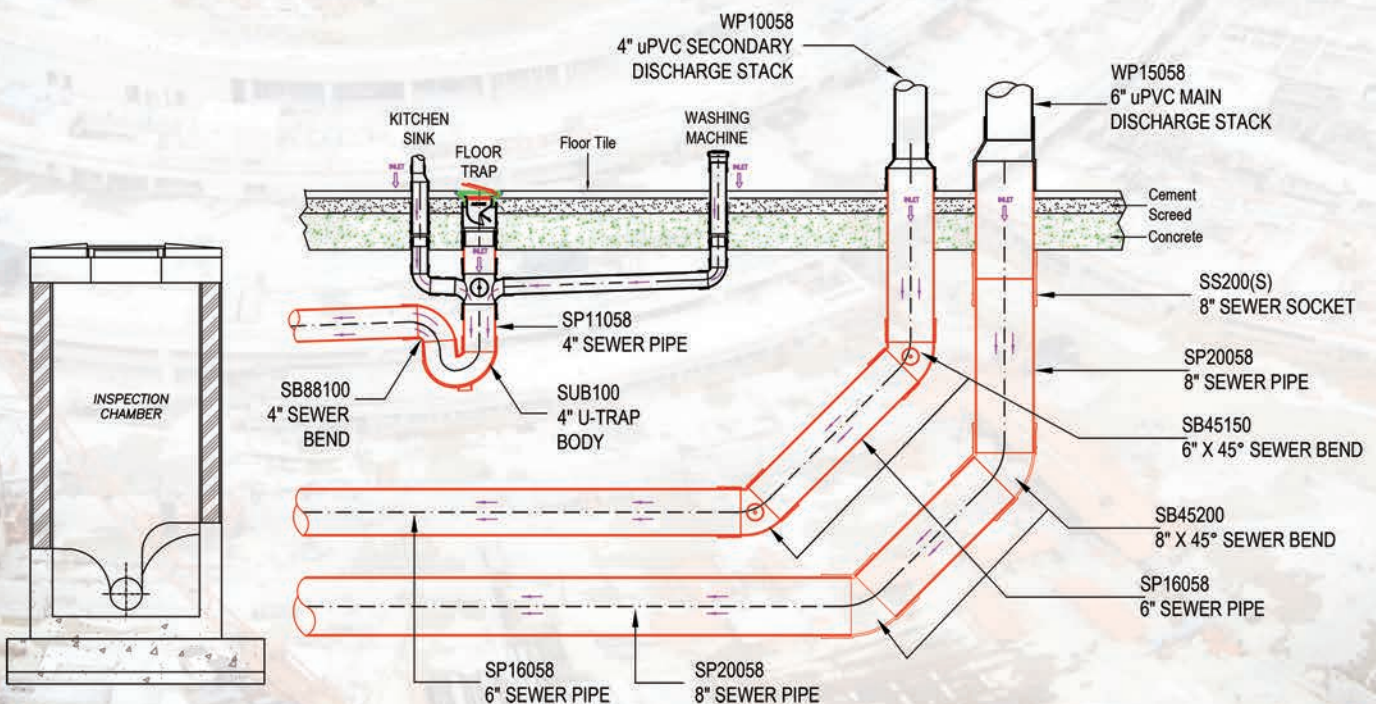 WP10058
4" uPVC SECONDARY
DISCHARGE STACK
WP15058
6" uPVC MAIN
DISCHARGE STACK
KITCHEN
SINK
FLOOR
TRAP
Floor Tile
WASHING
MACHINE
INLET
INLET
INLET
INLET
INLET
Cement
Screed
Concrete
SS200(S)
8" SEWER SOCKET
SP11058
4" SEWER PIPE
SP20058
8" SEWER PIPE
INSPECTION
CHAMBER
SB88100
4" SEWER
BEND
SUB100
4" U-TRAP
BODY
SB45150
6" X 45° SEWER BEND
SB45200
8" X 45° SEWER BEND
SP16058
6" SEWER PIPE
SP16058
6" SEWER PIPE
SP20058
8" SEWER PIPE